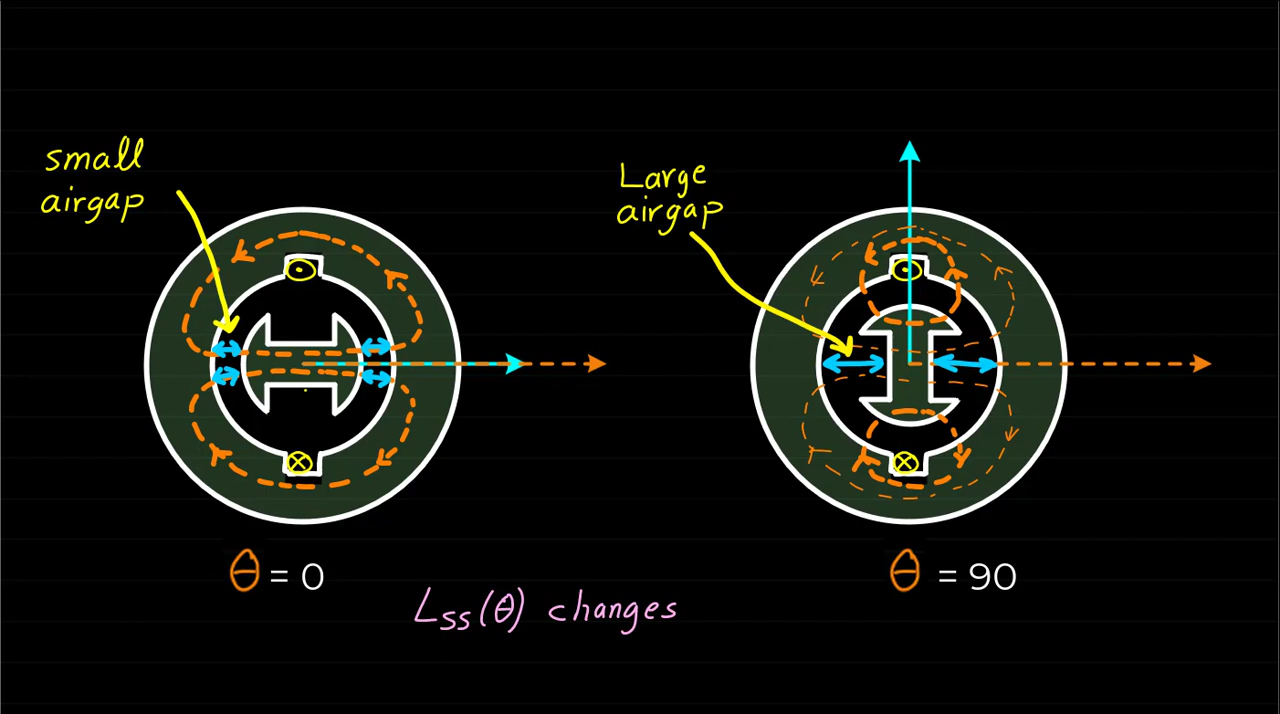 small
airgap
Large
airgap
θ = 0
θ = 90
Lss(θ) changes